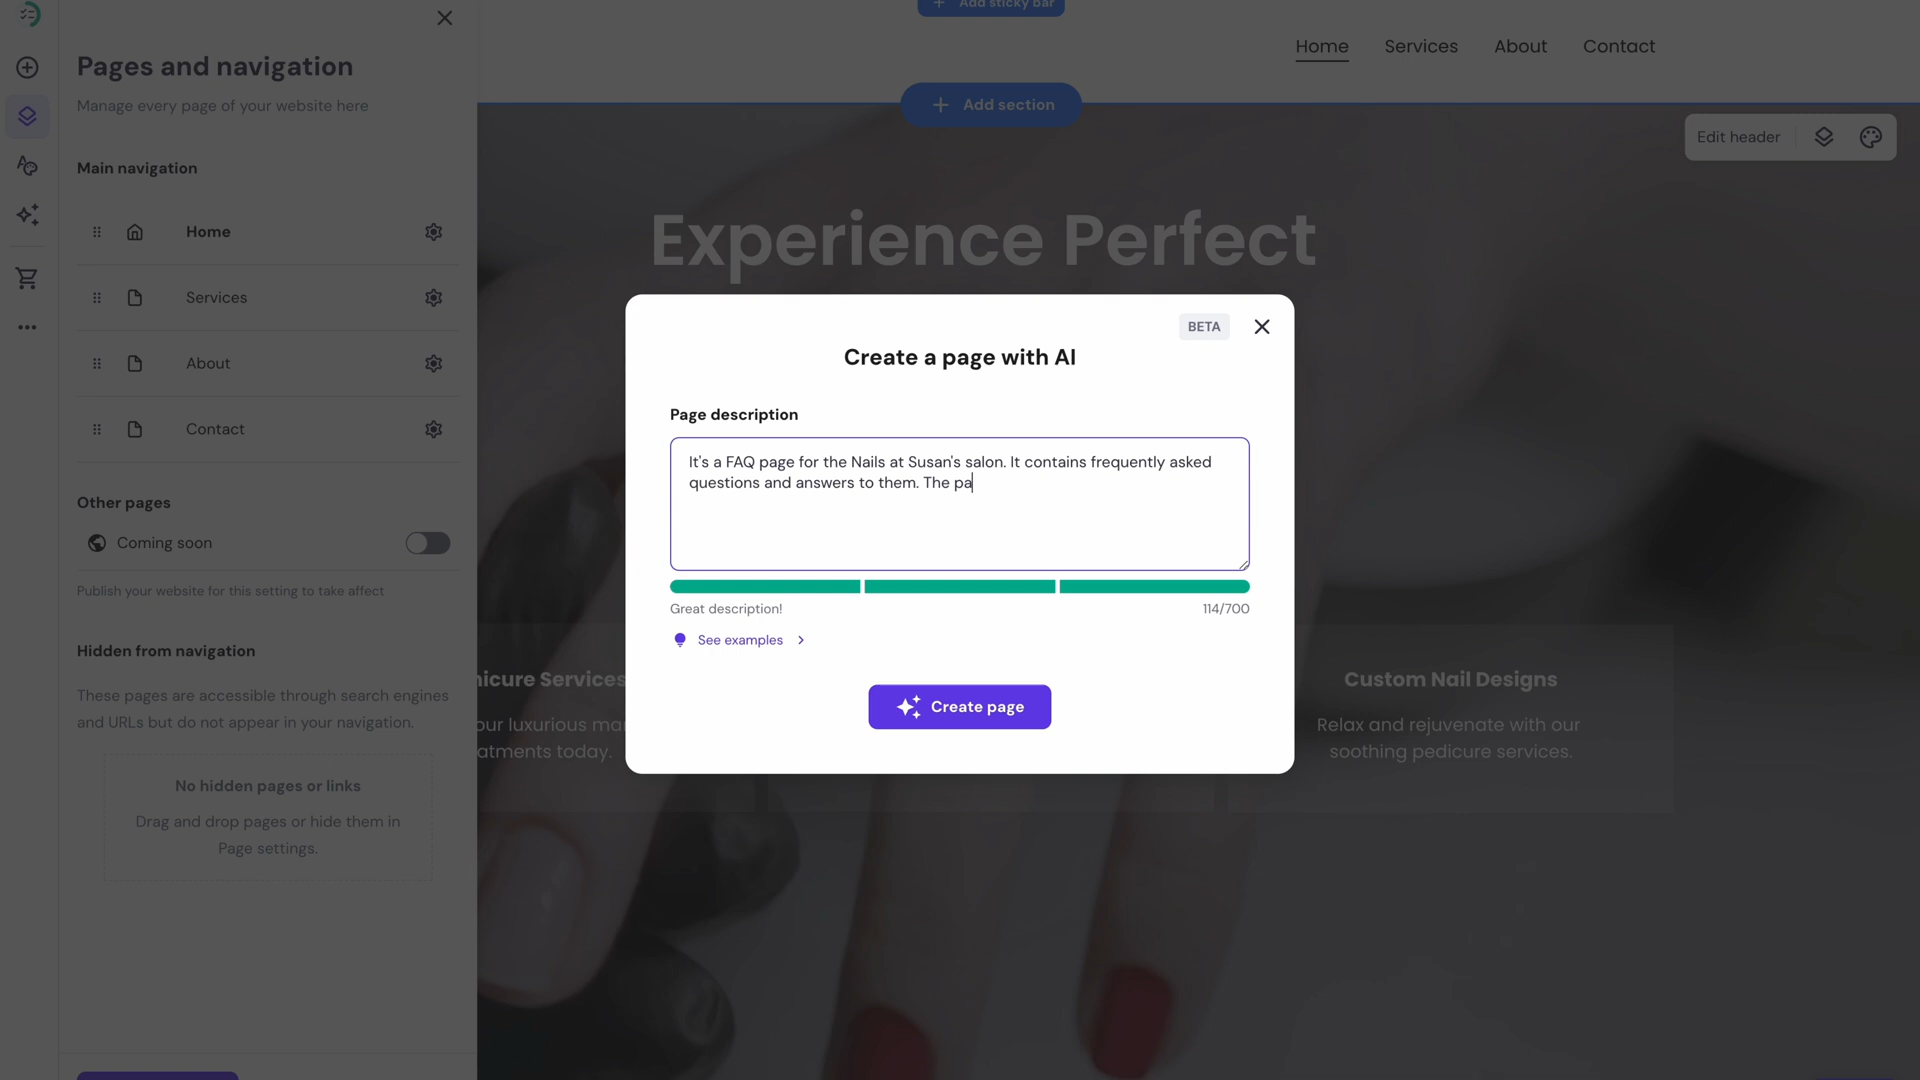 Add sticky bar
Home
Services
About
Contact
Pages and navigation
Manage every page of your website here
Add section
Edit header
Main navigation
Home
Services
About
Contact
Other pages
Coming soon
Publish your website for this setting to take affect
Hidden from navigation
These pages are accessible through search engines
and URLs but do not appear in your navigation.
No hidden pages or links
Drag and drop pages or hide them in
Page settings.
Experience Perfect
BETA
Create a page with AI
Page description
It's a FAQ page for the Nails at Susan's salon. It contains frequently asked
questions and answers to them. The pa
Great description!
114/700
See examples
Create page
icure Services
our luxurious ma
atments today.
Custom Nail Designs
Relax and rejuvenate with our
soothing pedicure services.